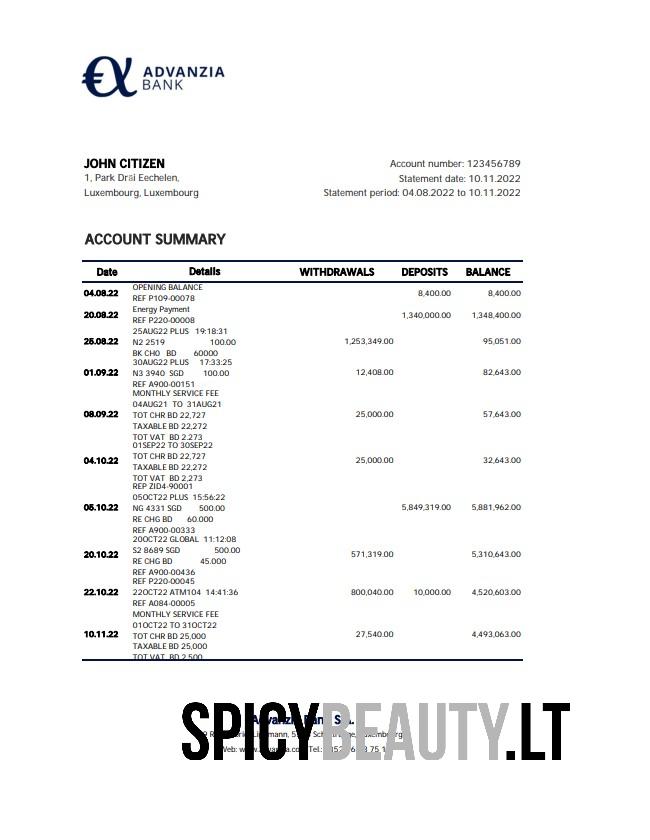 €α ADVANZIA
BANK
JOHN CITIZEN
1, Park Dräi Eechelen,
Luxembourg, Luxembourg
Account number: 123456789
Statement date: 10.11.2022
Statement period: 04.08.2022 to 10.11.2022
ACCOUNT SUMMARY
Date Details WITHDRAWALS DEPOSITS BALANCE
OPENING BALANCE
04.08.22 8,400.00 8,400.00
REF P109-00078
Energy Payment
20.08.22 1,340,000.00 1,348,400.00
REF P220-00008
25AUG22 PLUS 19:18:31
25.08.22 N2 2519 100.00 1,253,349.00 95,051.00
BK CH0 BD 60000
30AUG22 PLUS 17:33:25
01.09.22 N3 3940 SGD 100.00 12,408.00 82,643.00
REF A900-00151
MONTHLY SERVICE FEE
04AUG21 TO 31AUG21
08.09.22 TOT CHR BD 22,727 25,000.00 57,643.00
TAXABLE BD 22,272
TOT VAT BD 2.273
01SEP22 TO 30SEP22
04.10.22 TOT CHR BD 22,727 25,000.00 32,643.00
TAXABLE BD 22,272
TOT VAT BD 2,273
REP ZID4-90001
05OCT22 PLUS 15:56:22
05.10.22 NG 4331 SGD 500.00 5,849,319.00 5,881,962.00
RE CHG BD 60.000
REF A900-00333
20OCT22 GLOBAL 11:12:08
20.10.22 S2 8689 SGD 500.00 571,319.00 5,310,643.00
RE CHG BD 45.000
REF A900-00436
REF P220-00045
22.10.22 22OCT22 ATM104 14:41:36 800,040.00 10,000.00 4,520,603.00
REF A084-00005
MONTHLY SERVICE FEE
01OCT22 TO 31OCT22
10.11.22 TOT CHR BD 25,000 27,540.00 4,493,063.00
TAXABLE BD 25,000
TOT VAT BD 2,500
SPICYBEAUTY.LT